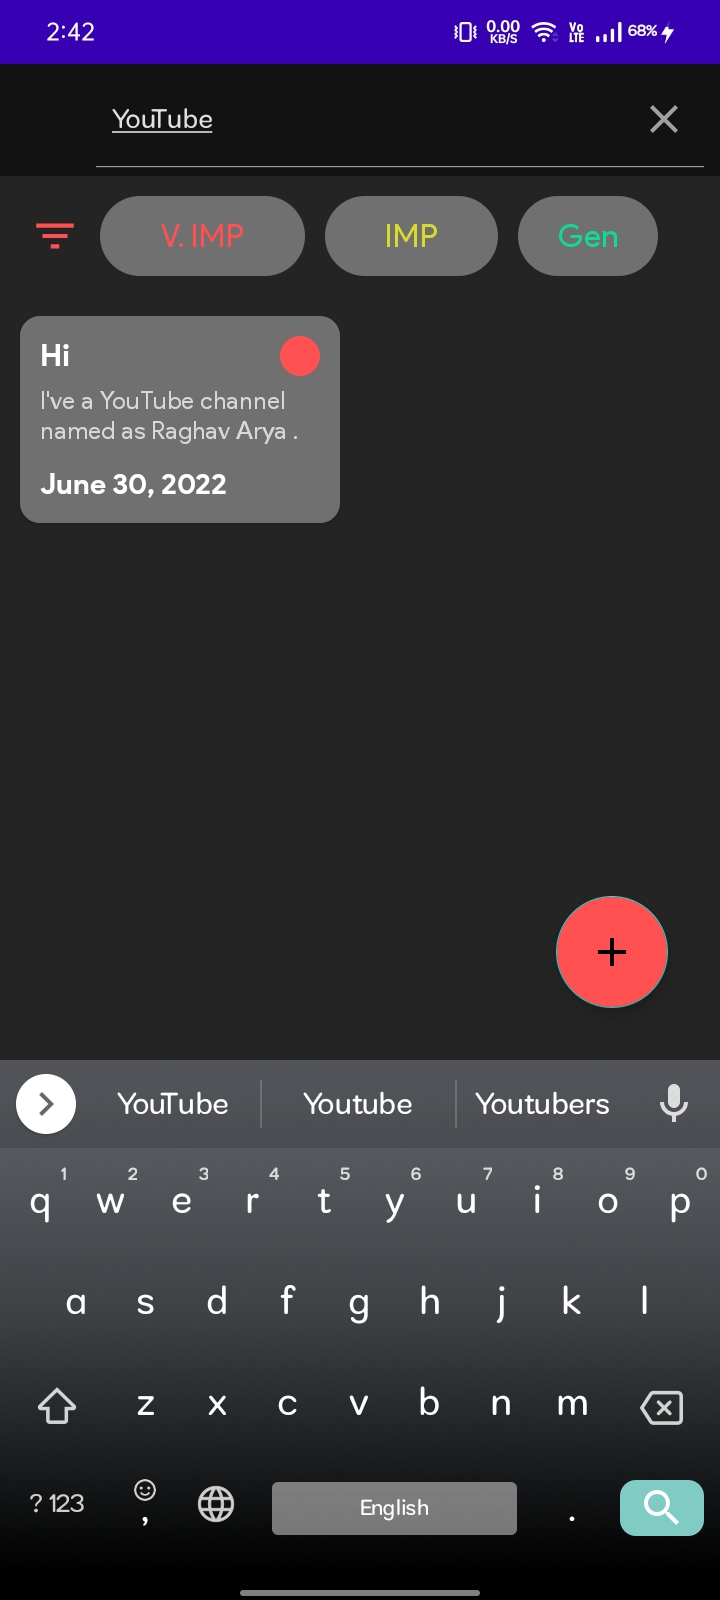 2:42
0.00
KB/S
Vo
LTE
68%
YouTube
V. IMP
IMP
Gen
Hi
I've a YouTube channel
named as Raghav Arya .
June 30, 2022
YouTube
Youtube
Youtubers
1 2 3 4 5 6 7 8 9 0
q w e r t y u i o p
a s d f g h j k l
z x c v b n m
?123
,
English
.